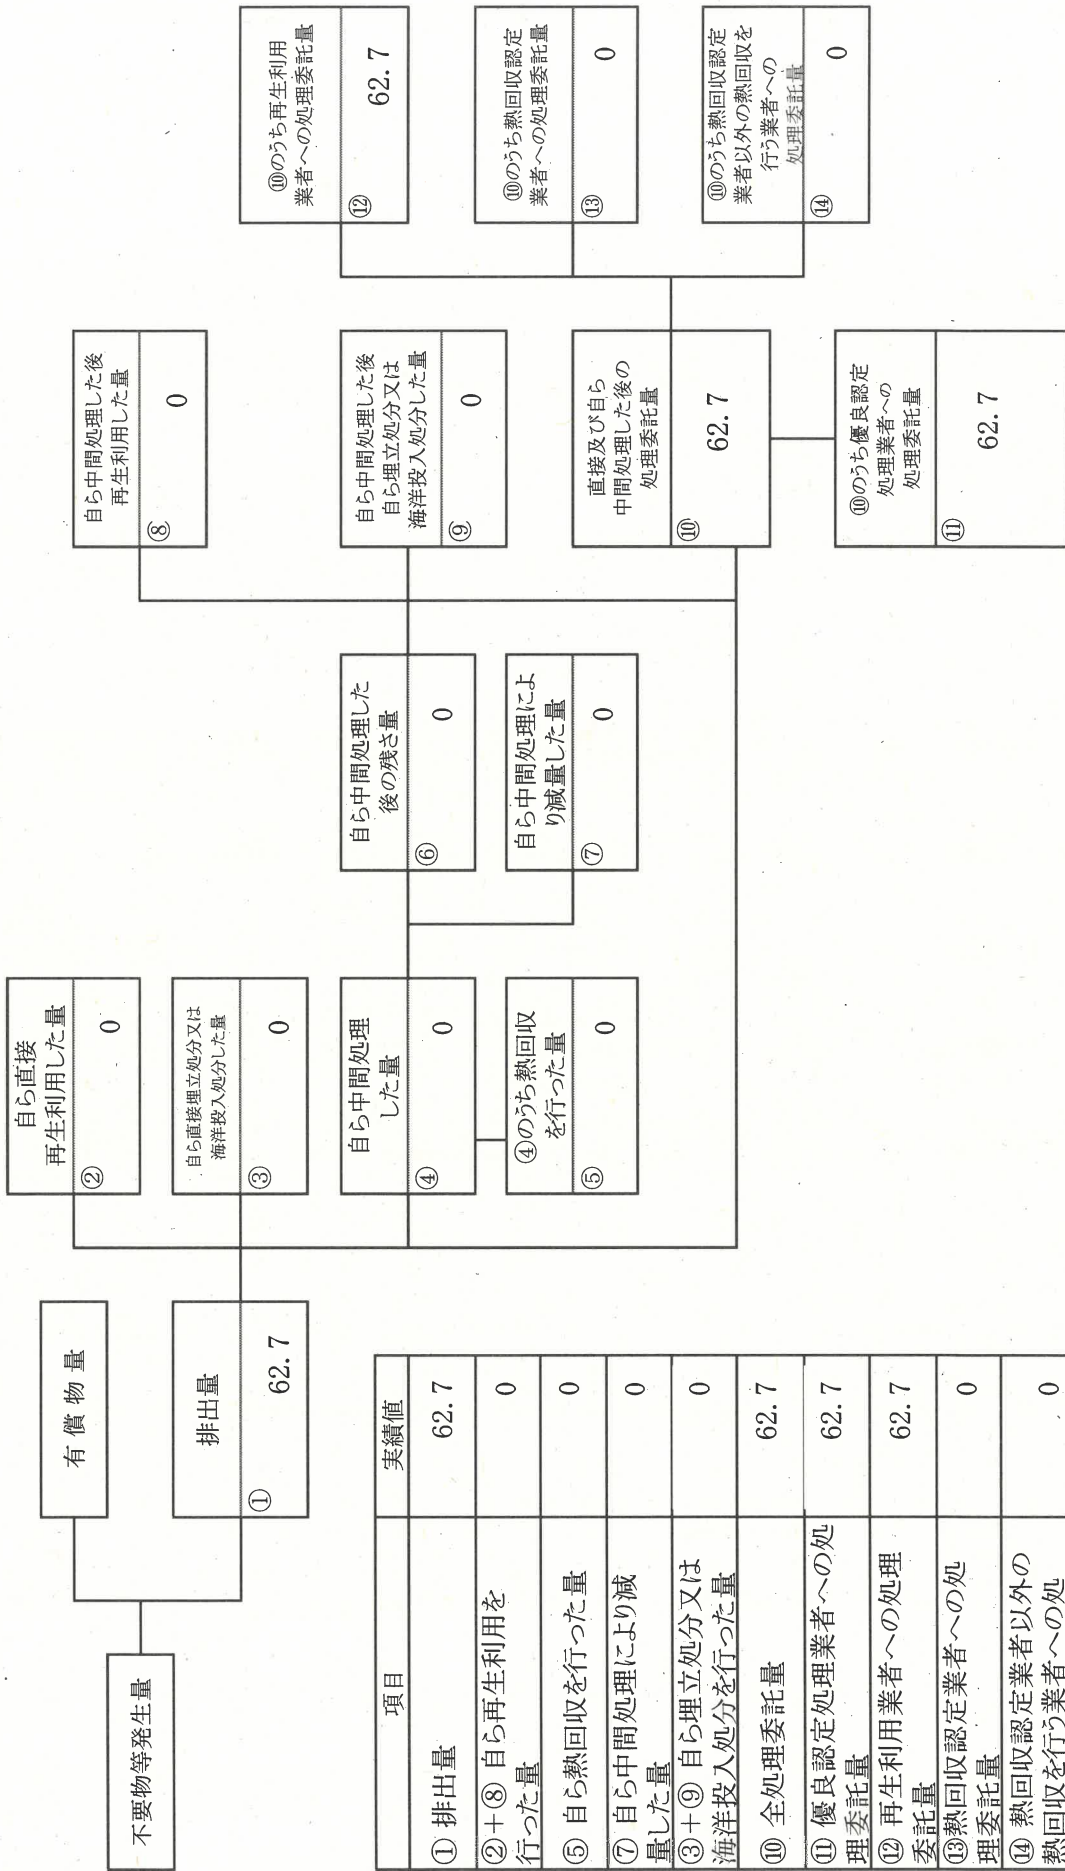 不要物等発生量
有償物量
排出量
①
62.7
自ら直接
再生利用した量
②
0
自ら直接埋立処分又は
海洋投入処分した量
③
0
自ら中間処理
した量
④
0
④のうち熱回収
を行った量
⑤
0
自ら中間処理した
後の残さ量
⑥
0
自ら中間処理によ
り減量した量
⑦
0
自ら中間処理した後
再生利用した量
⑧
0
自ら中間処理した後
自ら埋立処分又は
海洋投入処分した量
⑨
0
直接及び自ら
中間処理した後の
処理委託量
⑩
62.7
⑩のうち優良認定
処理業者への
処理委託量
⑪
62.7
⑩のうち再生利用
業者への処理委託量
⑫
62.7
⑩のうち熱回収認定
業者への処理委託量
⑬
0
⑩のうち熱回収認定
業者以外の熱回収を
行う業者への
処理委託量
⑭
0
項目 実績値
① 排出量 62.7
②+⑧ 自ら再生利用を
行った量 0
⑤ 自ら熱回収を行った量 0
⑦ 自ら中間処理により減
量した量 0
③+⑨ 自ら埋立処分又は
海洋投入処分を行った量 0
⑩ 全処理委託量 62.7
⑪ 優良認定処理業者への処
理委託量 62.7
⑫ 再生利用業者への処理
委託量 62.7
⑬熱回収認定業者への処
理委託量 0
⑭ 熱回収認定業者以外の
熱回収を行う業者への処 0